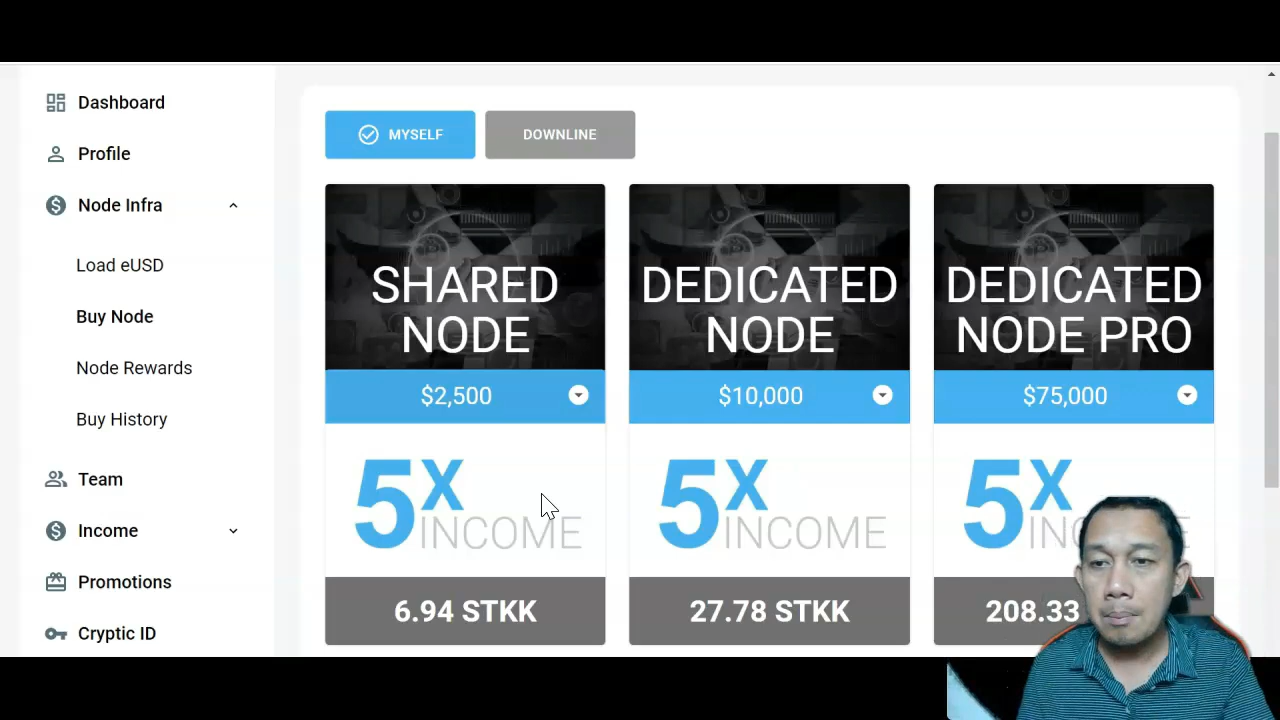 Dashboard
Profile
Node Infra
Load eUSD
Buy Node
Node Rewards
Buy History
Team
Income
Promotions
Cryptic ID
MYSELF
DOWNLINE
SHARED
NODE
$2,500
5X
INCOME
6.94 STKK
DEDICATED
NODE
$10,000
5X
INCOME
27.78 STKK
DEDICATED
NODE PRO
$75,000
5X
208.33